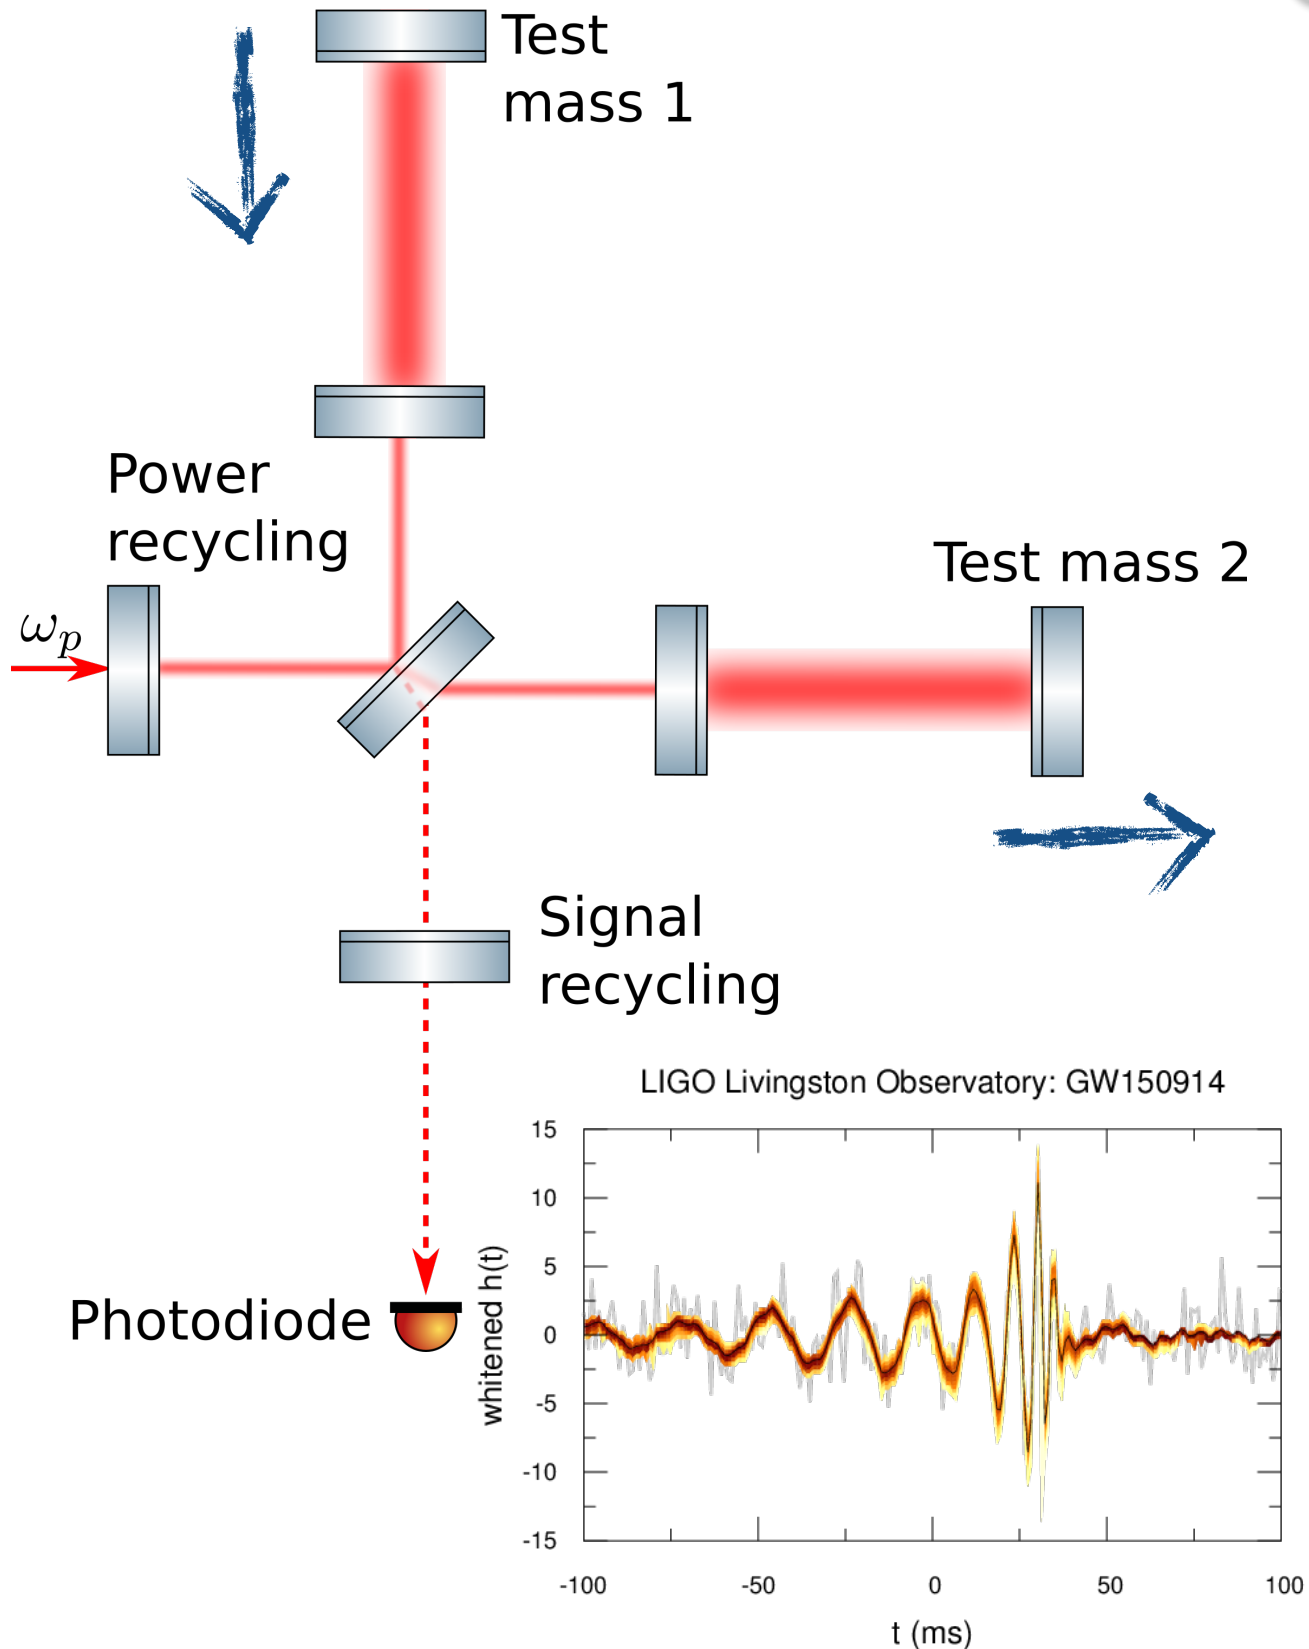 Test
mass 1
Power
recycling
Test mass 2
ωp
Signal
recycling
LIGO Livingston Observatory: GW150914
Photodiode
whitened h(t)
15
10
5
0
-5
-10
-15
-100
-50
0
50
100
t (ms)